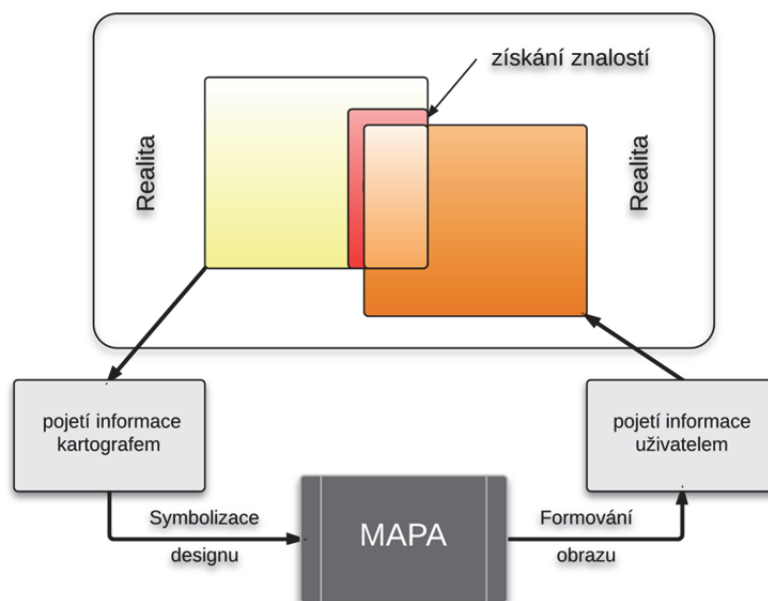 získání znalostí
Realita
Realita
pojetí informace
kartografem
pojetí informace
uživatelem
Symbolizace
designu
MAPA
Formování
obrazu